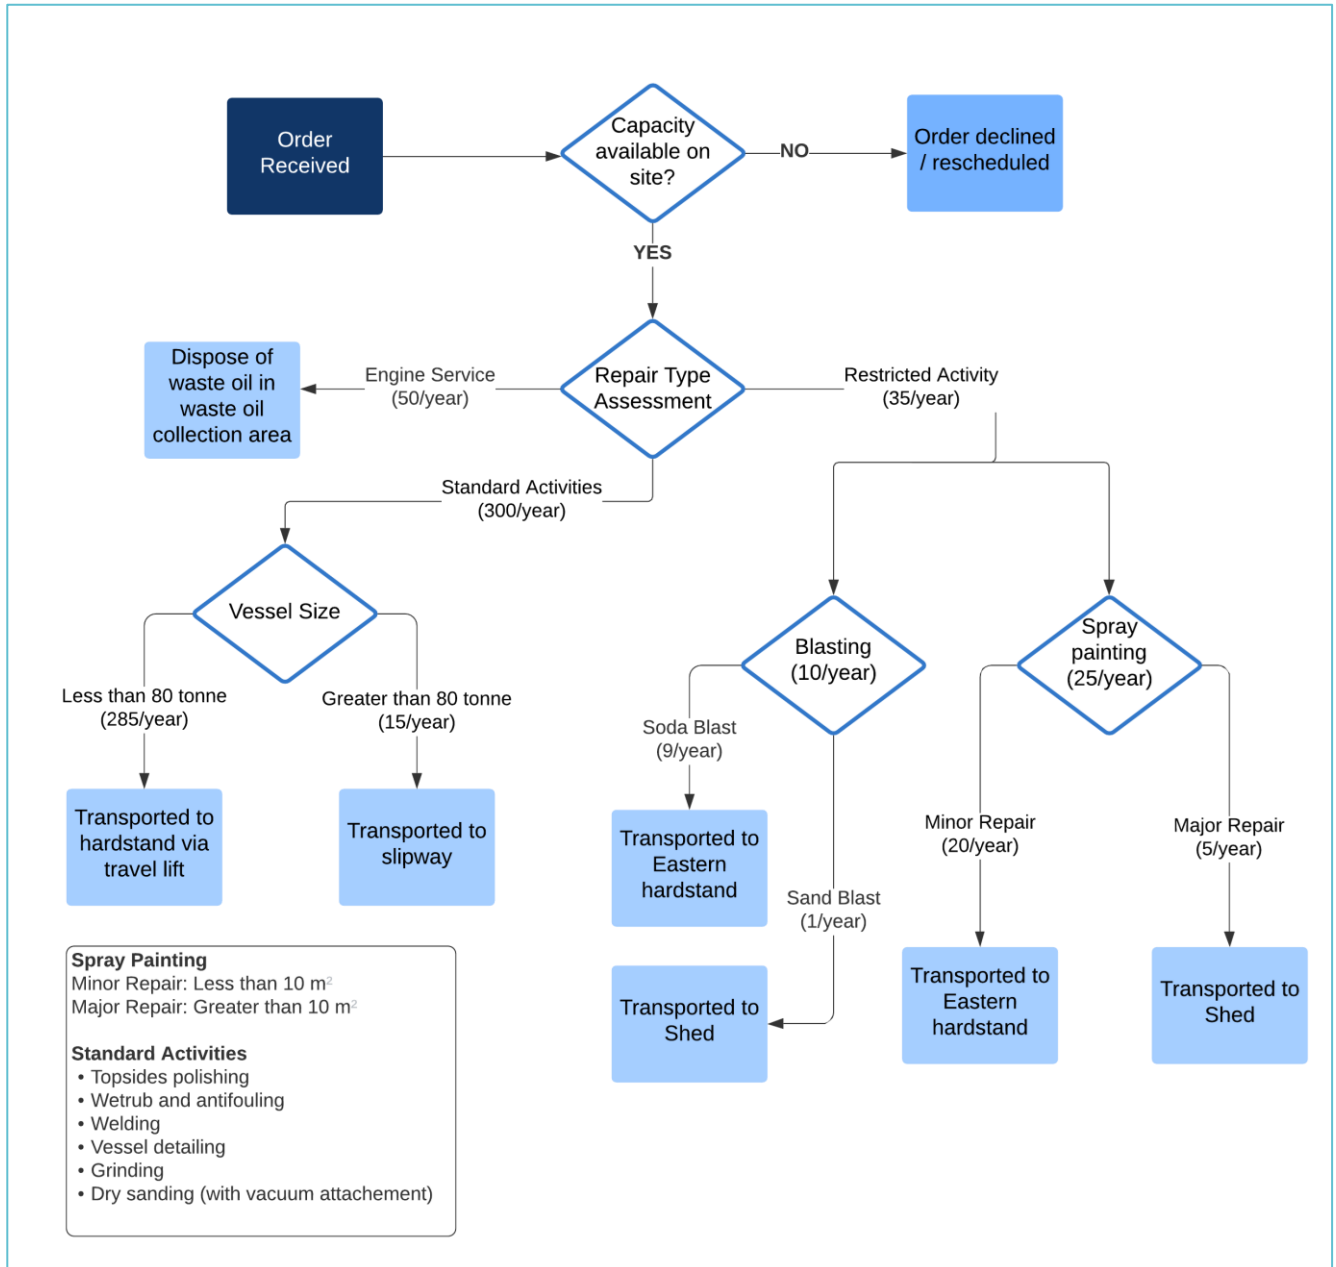 Order
Received
Capacity
available on
site?
NO
Order declined
/ rescheduled
YES
Dispose of
waste oil in
waste oil
collection area
Engine Service
(50/year)
Repair Type
Assessment
Restricted Activity
(35/year)
Standard Activities
(300/year)
Vessel Size
Less than 80 tonne
(285/year)
Greater than 80 tonne
(15/year)
Transported to
hardstand via
travel lift
Transported to
slipway
Blasting
(10/year)
Spray
painting
(25/year)
Soda Blast
(9/year)
Transported to
Eastern
hardstand
Sand Blast
(1/year)
Transported to
Shed
Minor Repair
(20/year)
Major Repair
(5/year)
Transported to
Eastern
hardstand
Transported to
Shed
Spray Painting
Minor Repair: Less than 10 m²
Major Repair: Greater than 10 m²
Standard Activities
• Topsides polishing
• Wetrub and antifouling
• Welding
• Vessel detailing
• Grinding
• Dry sanding (with vacuum attachement)